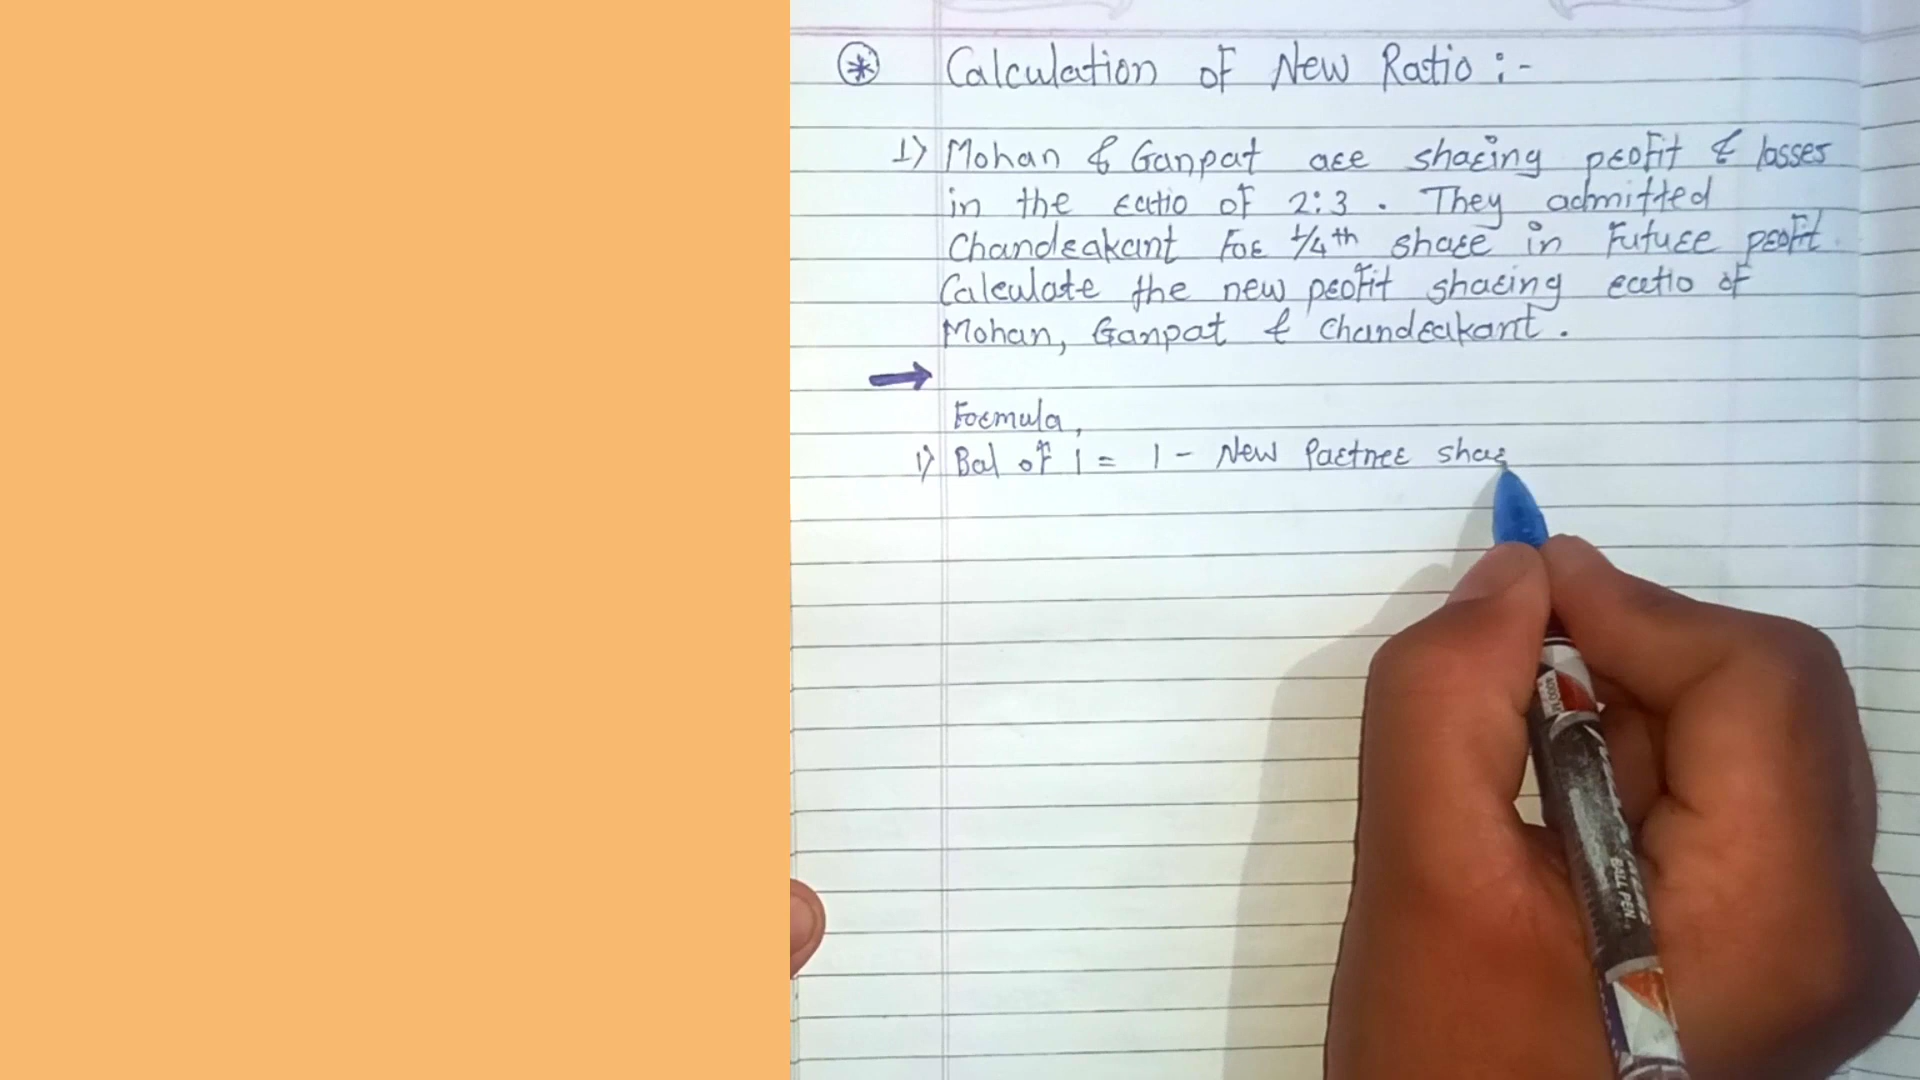 * Calculation of New Ratio :-
1) Mohan & Ganpat are sharing profit & losses
in the ratio of 2:3 . They admitted
Chandrakant For 1/4th share in Future profit.
Calculate the new profit sharing ratio of
Mohan, Ganpat & Chandrakant .
→
Formula,
1) Bal of 1 = 1 - New Partner shar
BALL PEN